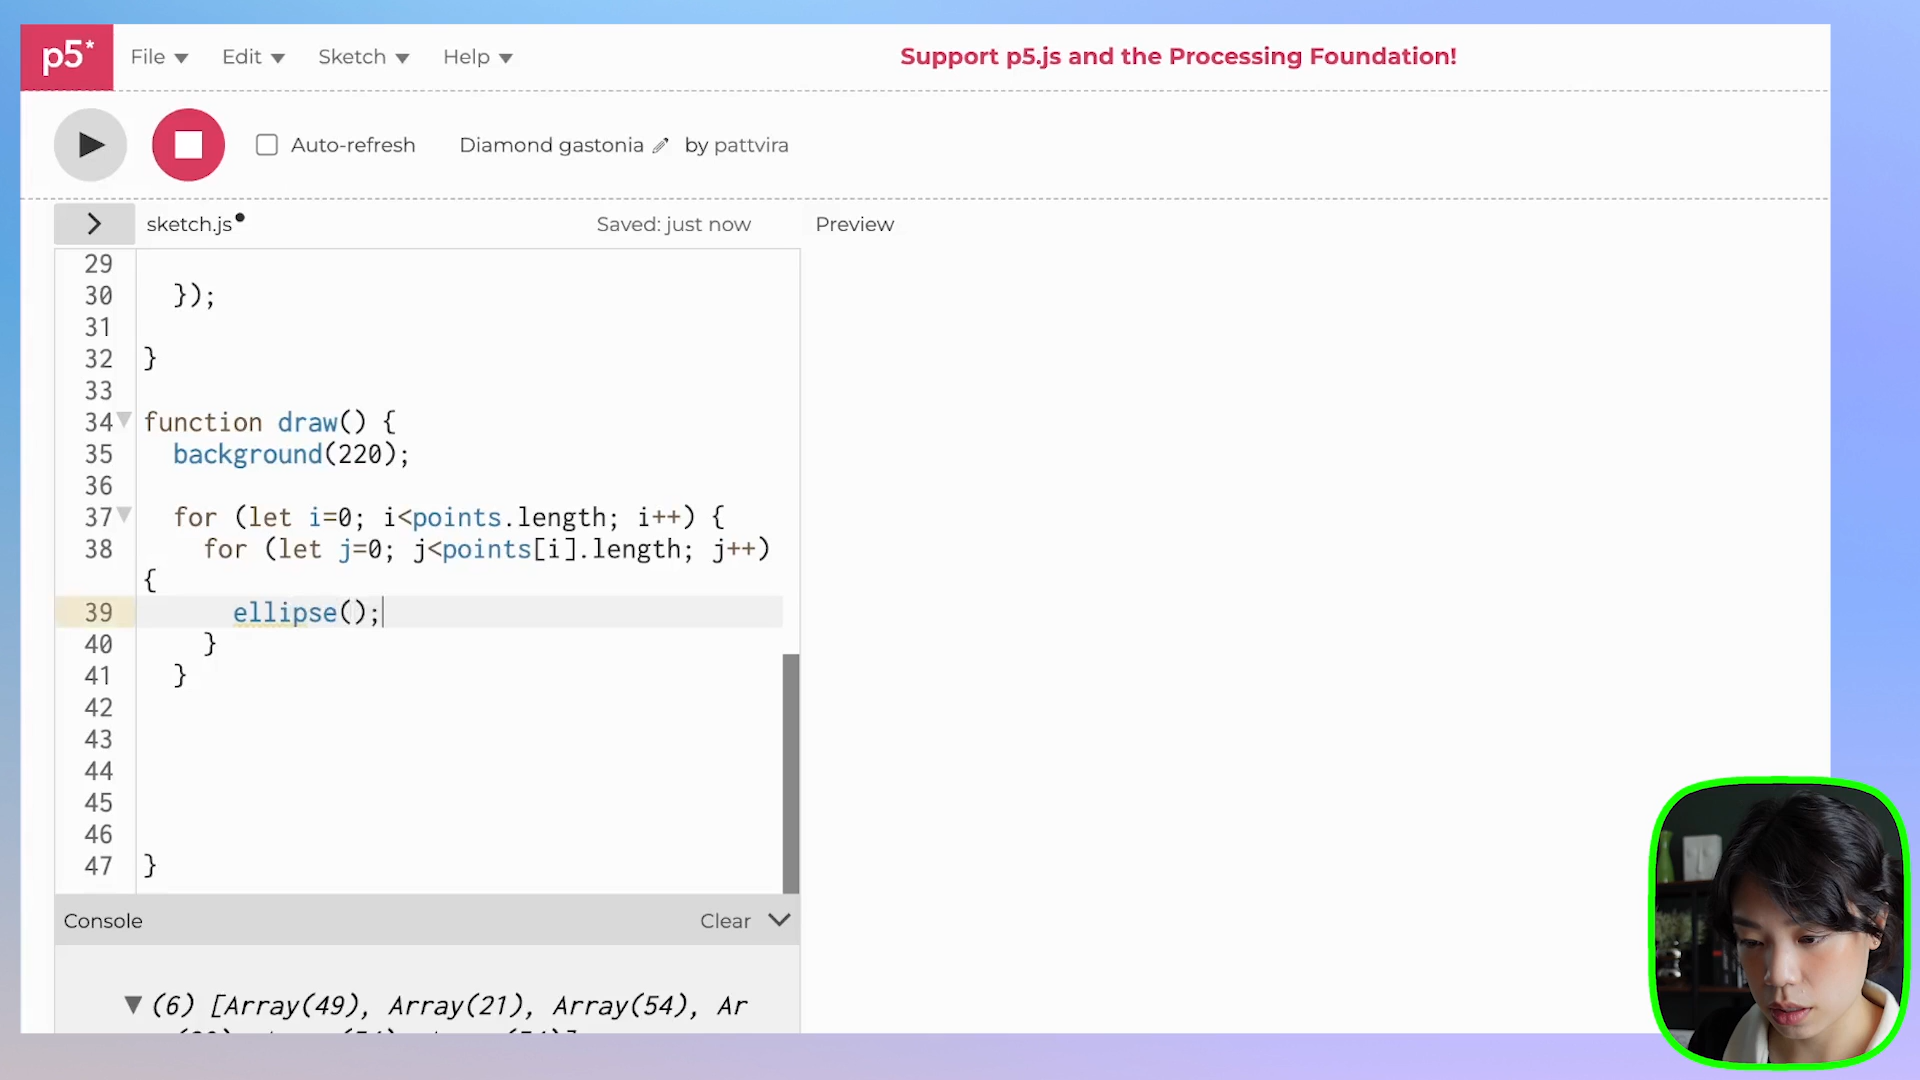 p5*
File Edit Sketch Help
Support p5.js and the Processing Foundation!
Auto-refresh Diamond gastonia by pattvira
sketch.js Saved: just now Preview
29
30 });
31
32 }
33
34 function draw() {
35 background(220);
36
37 for (let i=0; i<points.length; i++) {
38 for (let j=0; j<points[i].length; j++)
{
39 ellipse();
40 }
41 }
42
43
44
45
46
47 }
Console Clear
(6) [Array(49), Array(21), Array(54), Ar